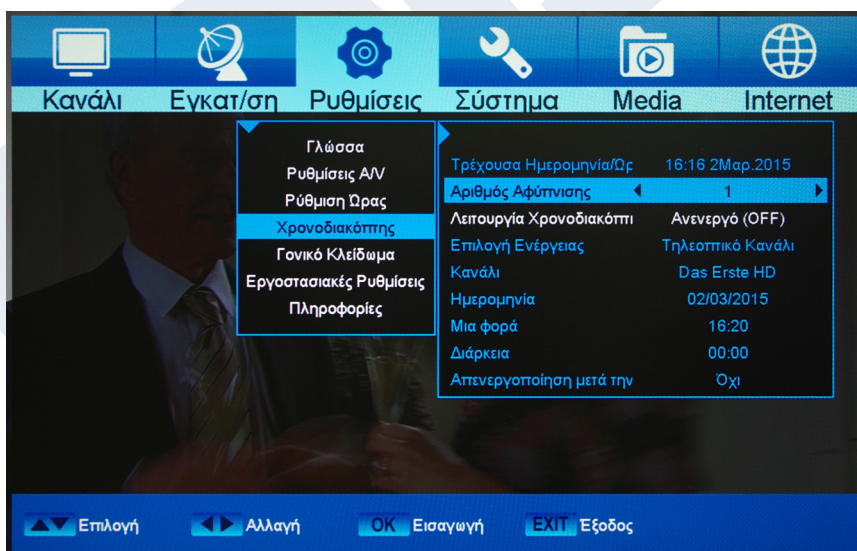 Κανάλι Εγκατ/ση Ρυθμίσεις Σύστημα Media Internet
Γλώσσα
Ρυθμίσεις A/V
Ρύθμιση Ώρας
Χρονοδιακόπτης
Γονικό Κλείδωμα
Εργοστασιακές Ρυθμίσεις
Πληροφορίες
Τρέχουσα Ημερομηνία/Ώρ 16:16 2Μαρ.2015
Αριθμός Αφύπνισης 1
Λειτουργία Χρονοδιακόπτι Ανενεργό (OFF)
Επιλογή Ενέργειας Τηλεοπτικό Κανάλι
Κανάλι Das Erste HD
Ημερομηνία 02/03/2015
Μια φορά 16:20
Διάρκεια 00:00
Απενεργοποίηση μετά την Όχι
Επιλογή Αλλαγή OK Εισαγωγή EXIT Έξοδος